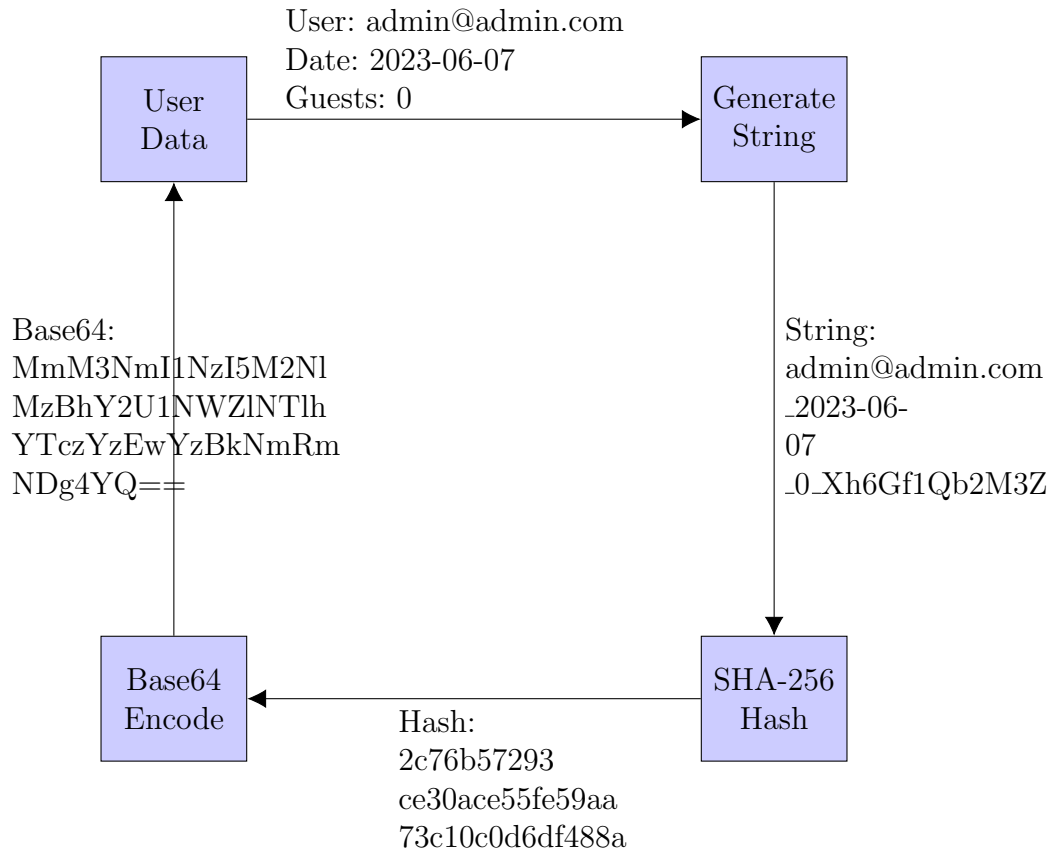 User: admin@admin.com
Date: 2023-06-07
Guests: 0
User
Data
Generate
String
Base64:
MmM3NmI1NzI5M2Nl
MzBhY2U1NWZlNTlh
YTczYzEwYzBkNmRm
NDg4YQ==
String:
admin@admin.com
_2023-06-
07
_0_Xh6Gf1Qb2M3Z
Base64
Encode
SHA-256
Hash
Hash:
2c76b57293
ce30ace55fe59aa
73c10c0d6df488a